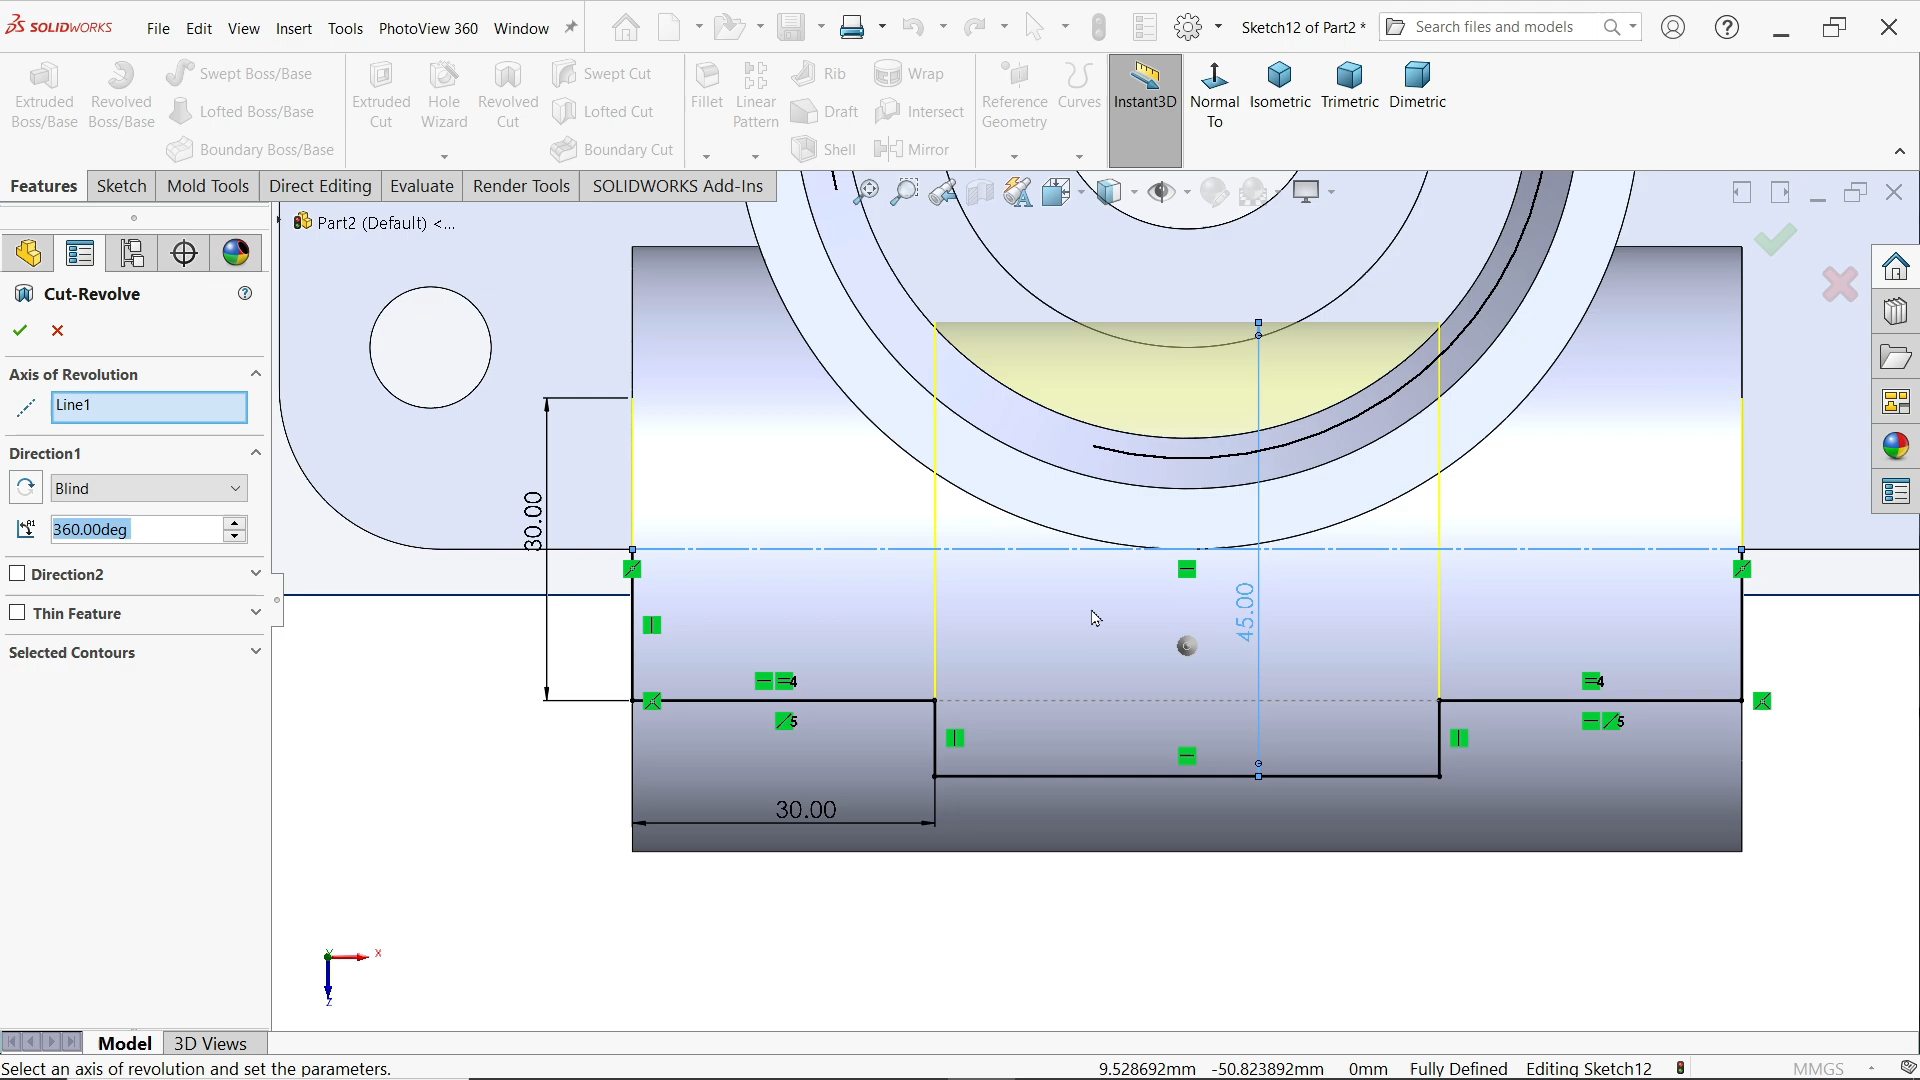 SOLIDWORKS File Edit View Insert Tools PhotoView 360 Window Sketch12 of Part2 * Search files and models
Extruded Boss/Base
Revolved Boss/Base
Swept Boss/Base
Lofted Boss/Base
Boundary Boss/Base
Extruded Cut
Hole Wizard
Revolved Cut
Swept Cut
Lofted Cut
Boundary Cut
Fillet
Linear Pattern
Rib
Draft
Shell
Wrap
Intersect
Mirror
Reference Geometry
Curves
Instant3D
Normal To
Isometric
Trimetric
Dimetric
Features Sketch Mold Tools Direct Editing Evaluate Render Tools SOLIDWORKS Add-Ins
Part2 (Default) <...
Cut-Revolve
Axis of Revolution
Line1
Direction1
Blind
360.00deg
Direction2
Thin Feature
Selected Contours
30.00
45.00
4
4
5
5
30.00
X
Y
Z
Model 3D Views
Select an axis of revolution and set the parameters. 9.528692mm -50.823892mm 0mm Fully Defined Editing Sketch12 MMGS